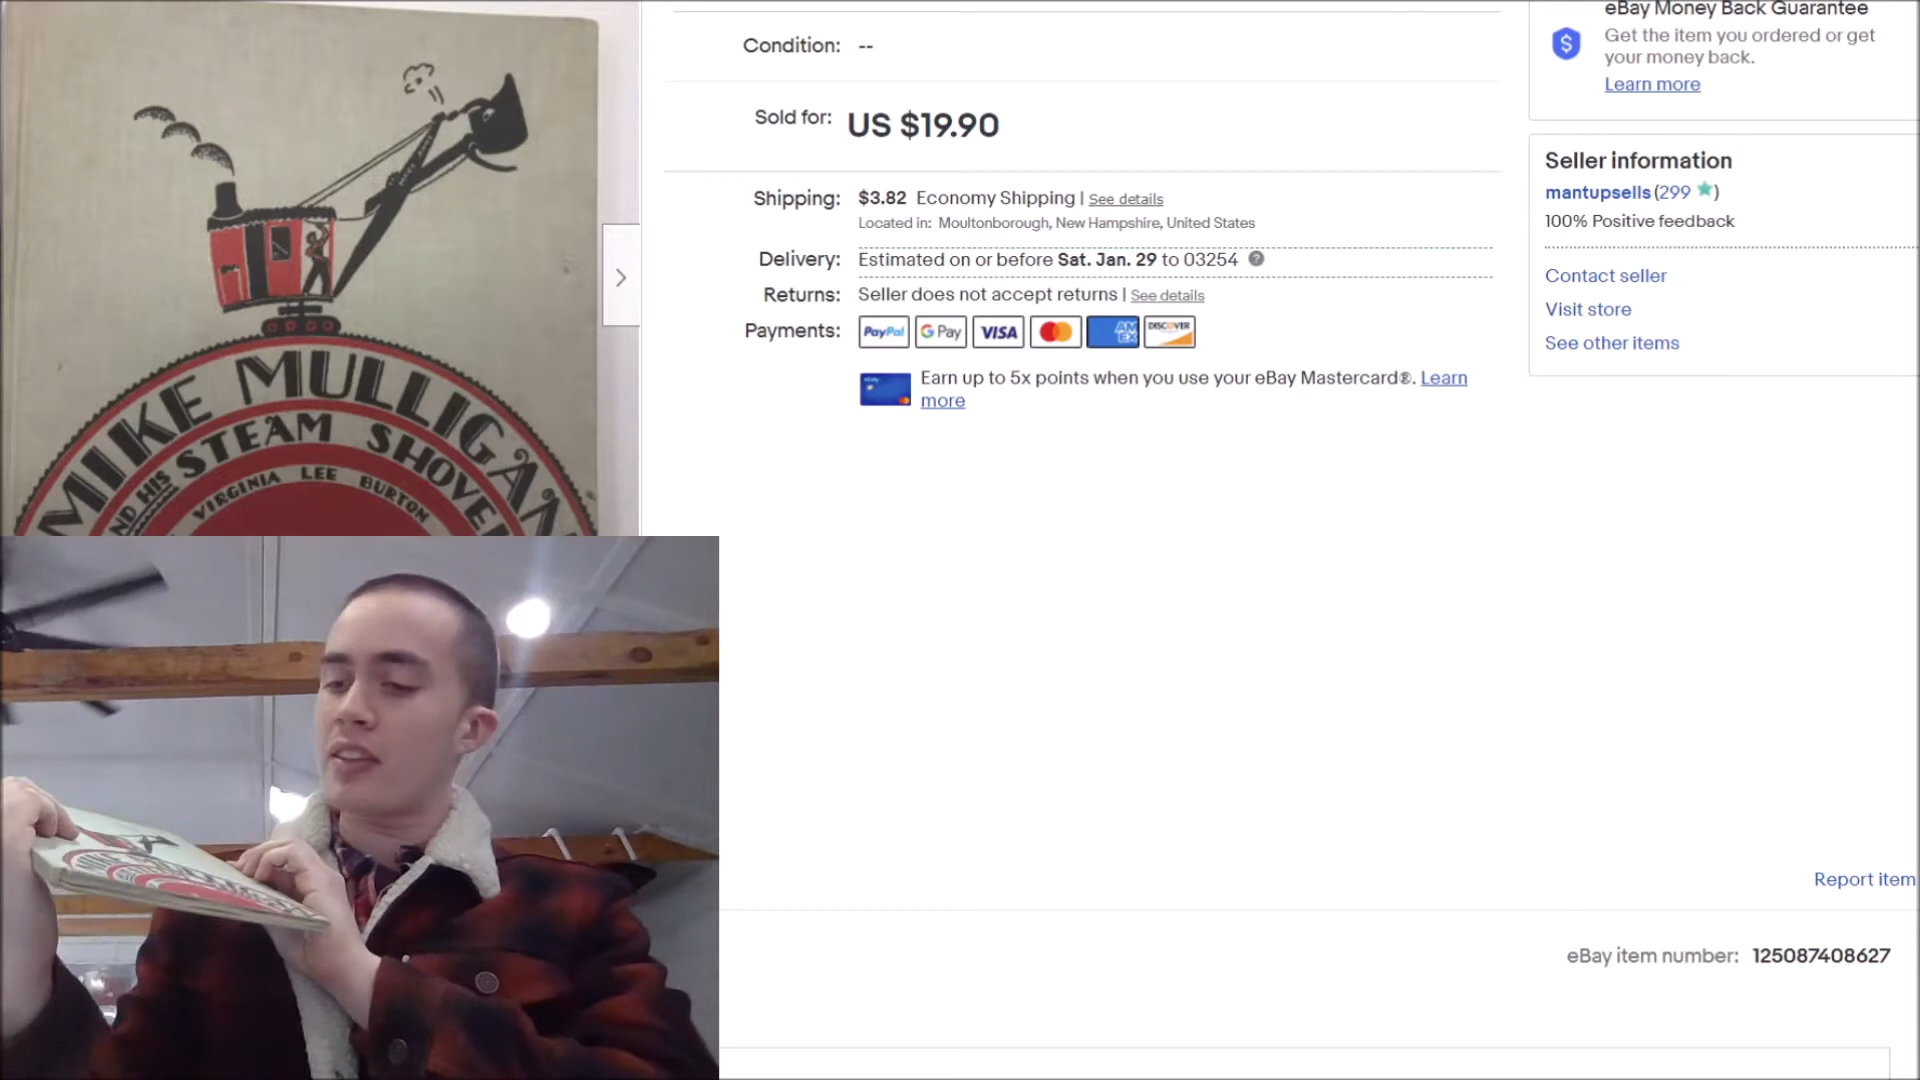 MIKE MULLIGAN
AND HIS STEAM SHOVEL
VIRGINIA LEE BURTON
Condition: --
Sold for: US $19.90
Shipping: $3.82 Economy Shipping | See details
Located in: Moultonborough, New Hampshire, United States
Delivery: Estimated on or before Sat. Jan. 29 to 03254
Returns: Seller does not accept returns | See details
Payments: PayPal G Pay VISA AM EX DISCOVER
Earn up to 5x points when you use your eBay Mastercard®. Learn
more
eBay Money Back Guarantee
Get the item you ordered or get
your money back.
Learn more
Seller information
mantupsells (299)
100% Positive feedback
Contact seller
Visit store
See other items
Report item
eBay item number: 125087408627